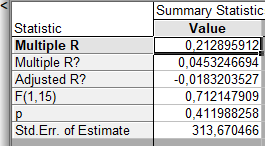 <
Summary Statistic
Statistic Value
Multiple R 0,212895912
Multiple R? 0,0453246694
Adjusted R? -0,0183203527
F(1,15) 0,712147909
p 0,411988258
Std.Err. of Estimate 313,670466